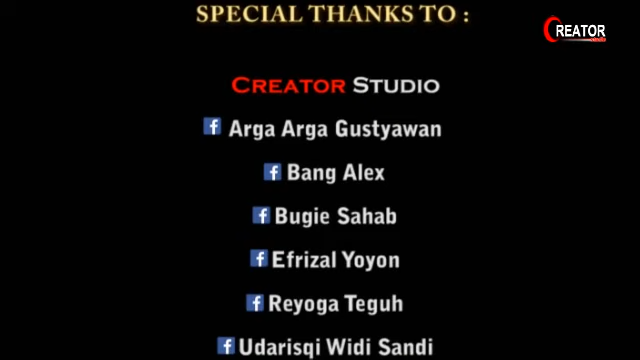 SPECIAL THANKS TO :
CREATOR
CREATOR STUDIO
Arga Arga Gustyawan
Bang Alex
Bugie Sahab
Efrizal Yoyon
Reyoga Teguh
Udarisqi Widi Sandi